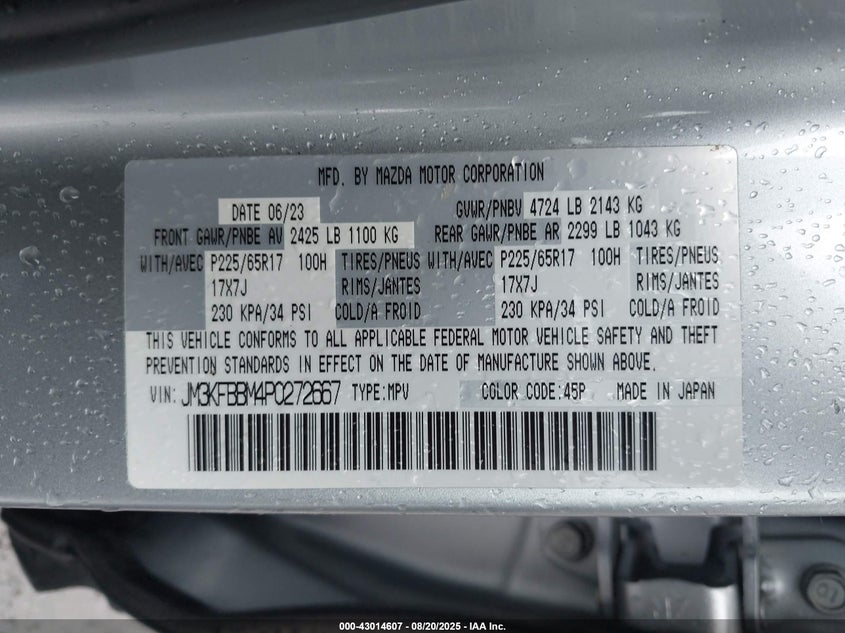 MFD. BY MAZDA MOTOR CORPORATION
DATE 06/23 GVWR/PNBV 4724 LB 2143 KG
FRONT GAWR/PNBE AV 2425 LB 1100 KG REAR GAWR/PNBE AR 2299 LB 1043 KG
WITH/AVEC P225/65R17 100H TIRES/PNEUS WITH/AVEC P225/65R17 100H TIRES/PNEUS
17X7J RIMS/JANTES 17X7J RIMS/JANTES
230 KPA/34 PSI COLD/A FROID 230 KPA/34 PSI COLD/A FROID
THIS VEHICLE CONFORMS TO ALL APPLICABLE FEDERAL MOTOR VEHICLE SAFETY AND THEFT
PREVENTION STANDARDS IN EFFECT ON THE DATE OF MANUFACTURE SHOWN ABOVE.
VIN: JM3KFBBM4P0272667 TYPE:MPV COLOR CODE:45P MADE IN JAPAN
000-43014607 - 08/20/2025 - IAA Inc.